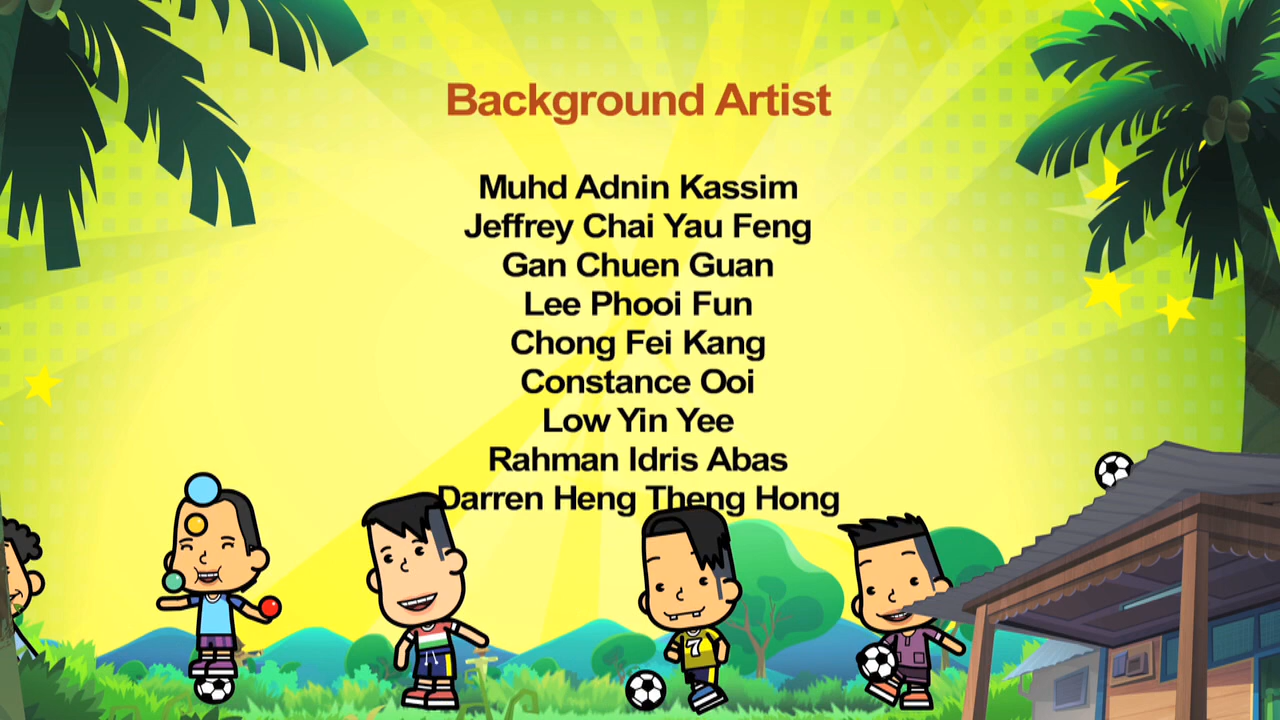 Background Artist
Muhd Adnin Kassim
Jeffrey Chai Yau Feng
Gan Chuen Guan
Lee Phooi Fun
Chong Fei Kang
Constance Ooi
Low Yin Yee
Rahman Idris Abas
Darren Heng Theng Hong
7